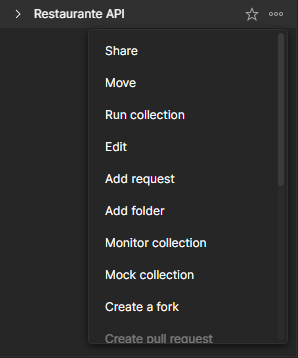 Restaurante API
Share
Move
Run collection
Edit
Add request
Add folder
Monitor collection
Mock collection
Create a fork
Create pull request